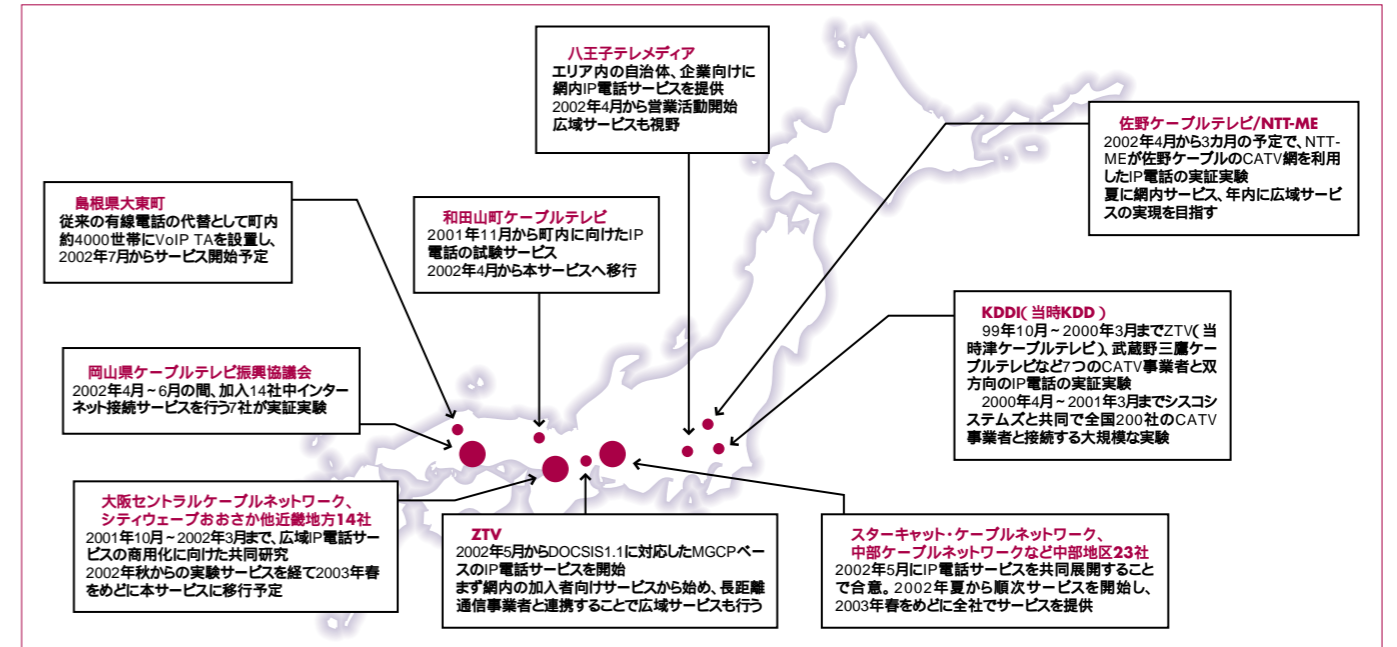 八王子テレメディア
エリア内の自治体、企業向けに
網内IP電話サービスを提供
2002年4月から営業活動開始
広域サービスも視野
佐野ケーブルテレビ/NTT-ME
2002年4月から3カ月の予定で、NTT-
MEが佐野ケーブルのCATV網を利用
したIP電話の実証実験
夏に網内サービス、年内に広域サービ
スの実現を目指す
島根県大東町
従来の有線電話の代替として町内
約4000世帯にVoIP TAを設置し、
2002年7月からサービス開始予定
和田山町ケーブルテレビ
2001年11月から町内に向けたIP
電話の試験サービス
2002年4月から本サービスへ移行
KDDI(当時KDD)
99年10月~2000年3月までZTV(当
時津ケーブルテレビ)、武蔵野三鷹ケー
ブルテレビなど7つのCATV事業者と双
方向のIP電話の実証実験
2000年4月~2001年3月までシスコシ
ステムズと共同で全国200社のCATV
事業者と接続する大規模な実験
岡山県ケーブルテレビ振興協議会
2002年4月~6月の間、加入14社中インター
ネット接続サービスを行う7社が実証実験
大阪セントラルケーブルネットワーク、
シティウェーブおおさか他近畿地方14社
2001年10月~2002年3月まで、広域IP電話サー
ビスの商用化に向けた共同研究
2002年秋からの実験サービスを経て2003年春
をめどに本サービスに移行予定
ZTV
2002年5月からDOCSIS1.1に対応したMGCPベー
スのIP電話サービスを開始
まず網内の加入者向けサービスから始め、長距離
通信事業者と連携することで広域サービスも行う
スターキャット・ケーブルネットワーク、
中部ケーブルネットワークなど中部地区23社
2002年5月にIP電話サービスを共同展開すること
で合意。2002年夏から順次サービスを開始し、
2003年春をめどに全社でサービスを提供